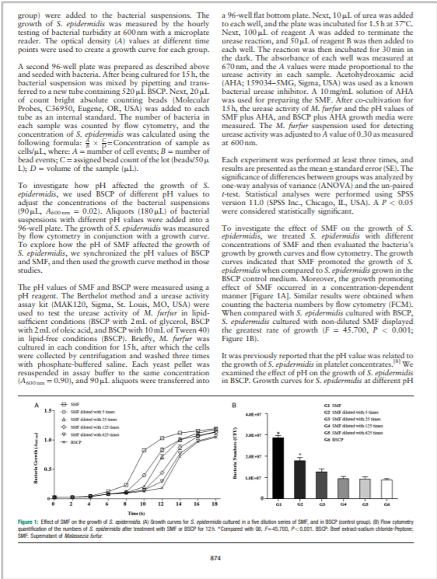 group) were added to the bacterial suspensions. The
growth of S. epidermidis was measured by the hourly
testing of bacterial turbidity at 600 nm with a microplate
reader. The optical density (A) values at different time
points were used to create a growth curve for each group.
A second 96-well plate was prepared as described above
and seeded with bacteria. After being cultured for 15 h, the
bacterial suspension was mixed by pipetting and trans-
ferred to a new tube containing 520 μL BSCP. Next, 20 μL
of count bright absolute counting beads (Molecular
Probes, C36950, Eugene, OR, USA) was added to each
tube as an internal standard. The number of bacteria in
each sample was counted by flow cytometry, and the
concentration of S. epidermidis was calculated using the
following formula: A/B × C/D=Concentration of sample as
cells/μL, where: A = number of cell events; B = number of
bead events; C = assigned bead count of the lot (beads/50 μ
L); D = volume of the sample (μL).
To investigate how pH affected the growth of S.
epidermidis, we used BSCP of different pH values to
adjust the concentrations of the bacterial suspensions
(90 μL, A600 nm = 0.02). Aliquots (180 μL) of bacterial
suspensions with different pH values were added into a
96-well plate. The growth of S. epidermidis was measured
by flow cytometry in conjunction with a growth curve.
To explore how the pH of SMF affected the growth of
S. epidermidis, we synchronized the pH values of BSCP
and SMF, and then used the growth curve method in those
studies.
The pH values of SMF and BSCP were measured using a
pH reagent. The Berthelot method and a urease activity
assay kit (MAK120, Sigma, St. Louis, MO, USA) were
used to test the urease activity of M. furfur in lipid-
sufficient conditions (BSCP with 2 mL of glycerol, BSCP
with 2 mL of oleic acid, and BSCP with 10 mL of Tween 40)
in lipid-free conditions (BSCP). Briefly, M. furfur was
cultured in each condition for 15 h, after which the cells
were collected by centrifugation and washed three times
with phosphate-buffered saline. Each yeast pellet was
resuspended in assay buffer to the same concentration
(A600 nm = 0.90), and 90 μL aliquots were transferred into
a 96-well flat bottom plate. Next, 10 μL of urea was added
to each well, and the plate was incubated for 1.5 h at 37°C.
Next, 100 μL of reagent A was added to terminate the
urease reaction, and 50 μL of reagent B was then added to
each well. The reaction was then incubated for 30 min in
the dark. The absorbance of each well was measured at
670 nm, and the A values were made proportional to the
urease activity in each sample. Acetohydroxamic acid
(AHA; 159034-5MG, Sigma, USA) was used as a known
bacterial urease inhibitor. A 10 mg/mL solution of AHA
was used for preparing the SMF. After co-cultivation for
15 h, the urease activity of M. furfur and the pH values of
SMF plus AHA, and BSCP plus AHA growth media were
measured. The M. furfur suspension used for detecting
urease activity was adjusted to A value of 0.30 as measured
at 600 nm.
Each experiment was performed at least three times, and
results are presented as the mean ± standard error (SE). The
significance of differences between groups was analyzed by
one-way analysis of variance (ANOVA) and the un-paired
t-test. Statistical analyses were performed using SPSS
version 11.0 (SPSS Inc., Chicago, IL, USA). A P < 0.05
were considered statistically significant.
To investigate the effect of SMF on the growth of S.
epidermidis, we treated S. epidermidis with different
concentrations of SMF and then evaluated the bacteria's
growth by growth curves and flow cytometry. The growth
curves indicated that SMF promoted the growth of S.
epidermidis when compared to S. epidermidis grown in the
BSCP control medium. Moreover, the growth promoting
effect of SMF occurred in a concentration-dependent
manner [Figure 1A]. Similar results were obtained when
counting the bacteria numbers by flow cytometry (FCM).
When compared with S. epidermidis cultured with BSCP,
S. epidermidis cultured with non-diluted SMF displayed
the greatest rate of growth (F = 45.700, P < 0.001;
Figure 1B).
It was previously reported that the pH value was related to
the growth of S. epidermidis in platelet concentrates.[8] We
examined the effect of pH on the growth of S. epidermidis
in BSCP. Growth curves for S. epidermidis at different pH
A
SMF
SMF diluted with 5 times
SMF diluted with 25 times
SMF diluted with 125 times
SMF diluted with 625 times
BSCP
Bacteria Growth (A600 nm)
1.5
1.0
0.5
0
0 2 4 6 8 10 12 14 16 18
Time (h)
B
G1 SMF
G2 SMF diluted with 5 times
G3 SMF diluted with 25 times
G4 SMF diluted with 125 times
G5 SMF diluted with 625 times
G6 BSCP
Bacteria Numbers (CFU)
G1 G2 G3 G4 G5 G6
Figure 1: Effect of SMF on the growth of S. epidermidis. (A) Growth curves for S. epidermidis cultured in a five dilution series of SMF, and in BSCP (control group). (B) Flow cytometry
quantification of the numbers of S. epidermidis after treatment with SMF or BSCP for 12 h. *Compared with G6, F=45.700, P < 0.001. BSCP: Beef extract-sodium chloride-Peptone;
SMF: Supernatant of Malassezia furfur.
874